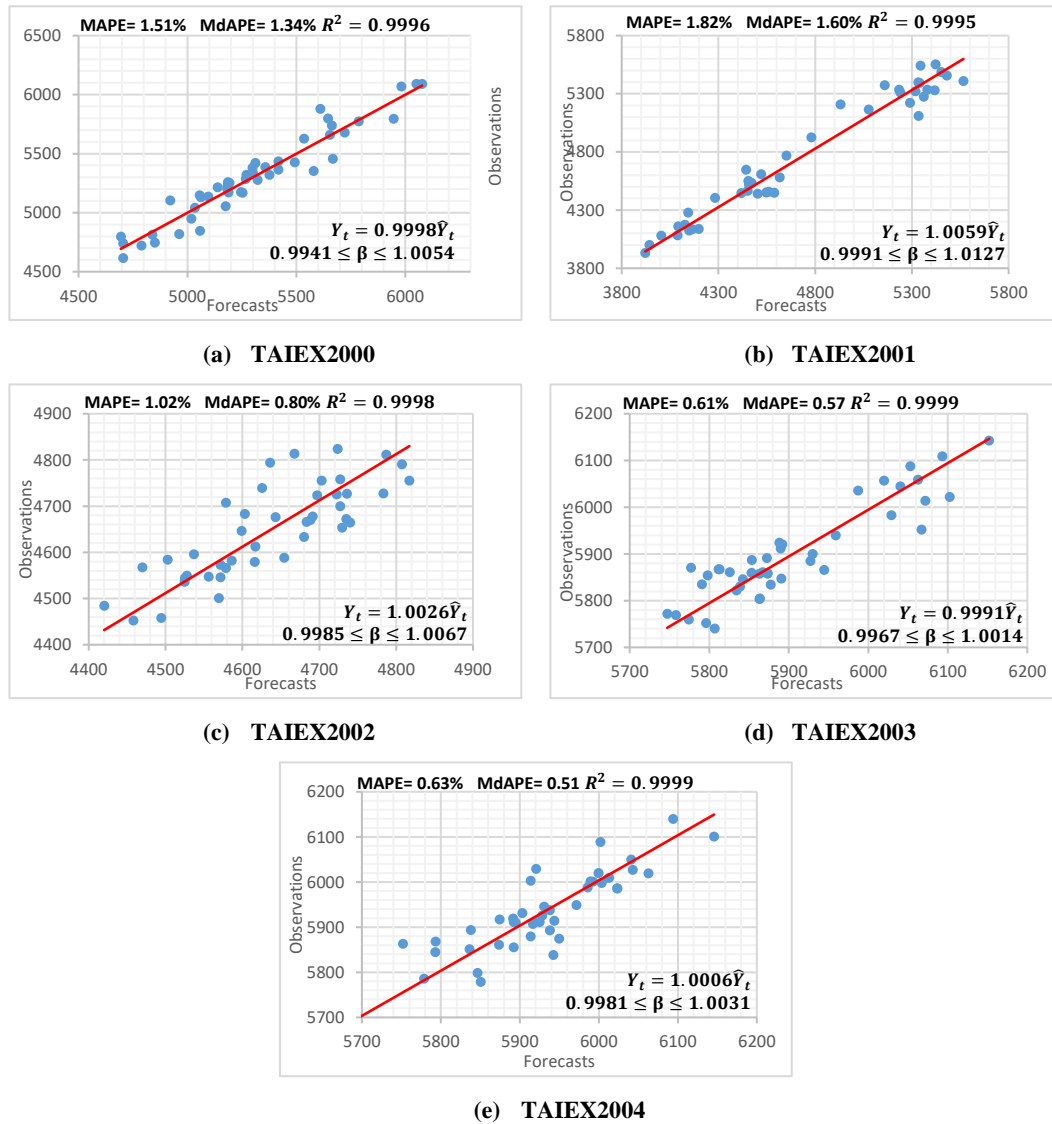 MAPE= 1.51% MdAPE= 1.34% R² = 0.9996
6500
6000
5500
5000
4500
4500 5000 5500 6000
Forecasts
Observations
Y_t = 0.9998Ŷ_t
0.9941 ≤ β ≤ 1.0054
(a) TAIEX2000
MAPE= 1.82% MdAPE= 1.60% R² = 0.9995
5800
5300
4800
4300
3800
3800 4300 4800 5300 5800
Forecasts
Observations
Y_t = 1.0059Ŷ_t
0.9991 ≤ β ≤ 1.0127
(b) TAIEX2001
MAPE= 1.02% MdAPE= 0.80% R² = 0.9998
4900
4800
4700
4600
4500
4400
4400 4500 4600 4700 4800 4900
Forecasts
Observations
Y_t = 1.0026Ŷ_t
0.9985 ≤ β ≤ 1.0067
(c) TAIEX2002
MAPE= 0.61% MdAPE= 0.57 R² = 0.9999
6200
6100
6000
5900
5800
5700
5700 5800 5900 6000 6100 6200
Forecasts
Observations
Y_t = 0.9991Ŷ_t
0.9967 ≤ β ≤ 1.0014
(d) TAIEX2003
MAPE= 0.63% MdAPE= 0.51 R² = 0.9999
6200
6100
6000
5900
5800
5700
5700 5800 5900 6000 6100 6200
Forecasts
Observations
Y_t = 1.0006Ŷ_t
0.9981 ≤ β ≤ 1.0031
(e) TAIEX2004